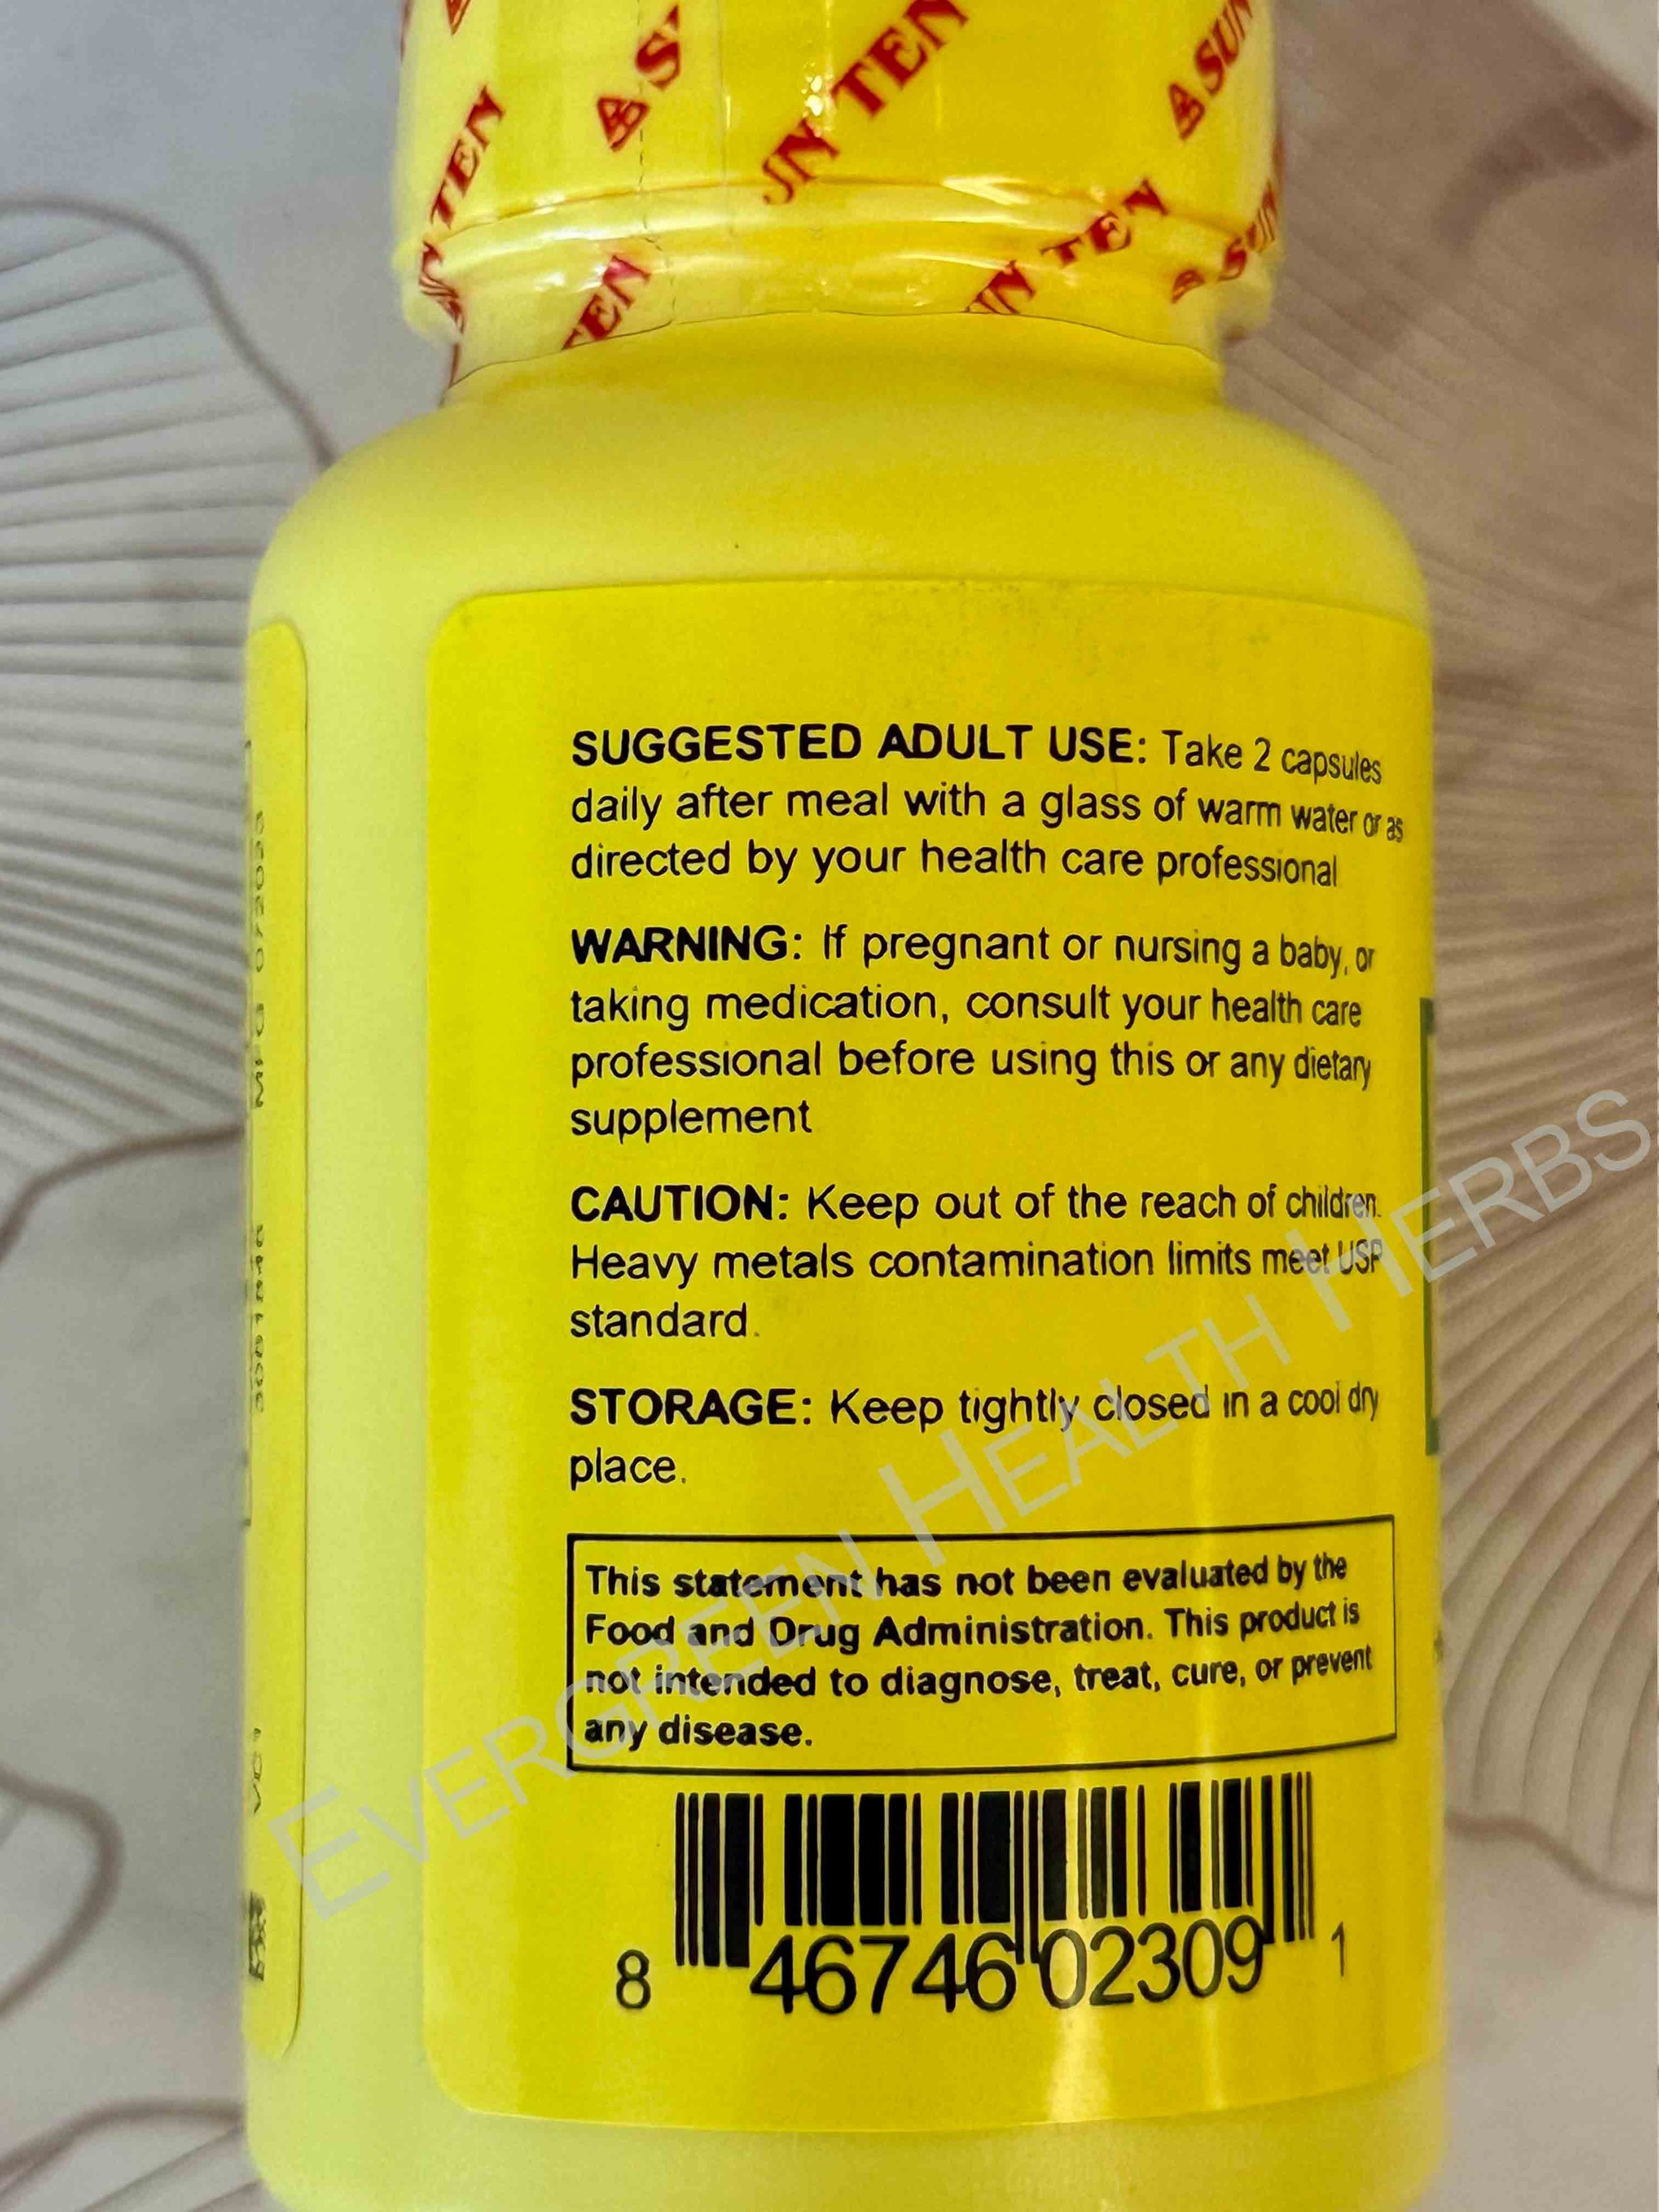 SUN TEN
SUGGESTED ADULT USE: Take 2 capsules
daily after meal with a glass of warm water or as
directed by your health care professional
WARNING: If pregnant or nursing a baby, or
taking medication, consult your health care
professional before using this or any dietary
supplement
CAUTION: Keep out of the reach of children.
Heavy metals contamination limits meet USP
standard.
STORAGE: Keep tightly closed in a cool dry
place.
This statement has not been evaluated by the
Food and Drug Administration. This product is
not intended to diagnose, treat, cure, or prevent
any disease.
8 46746 02309 1
EVERGREEN HEALTH HERBS